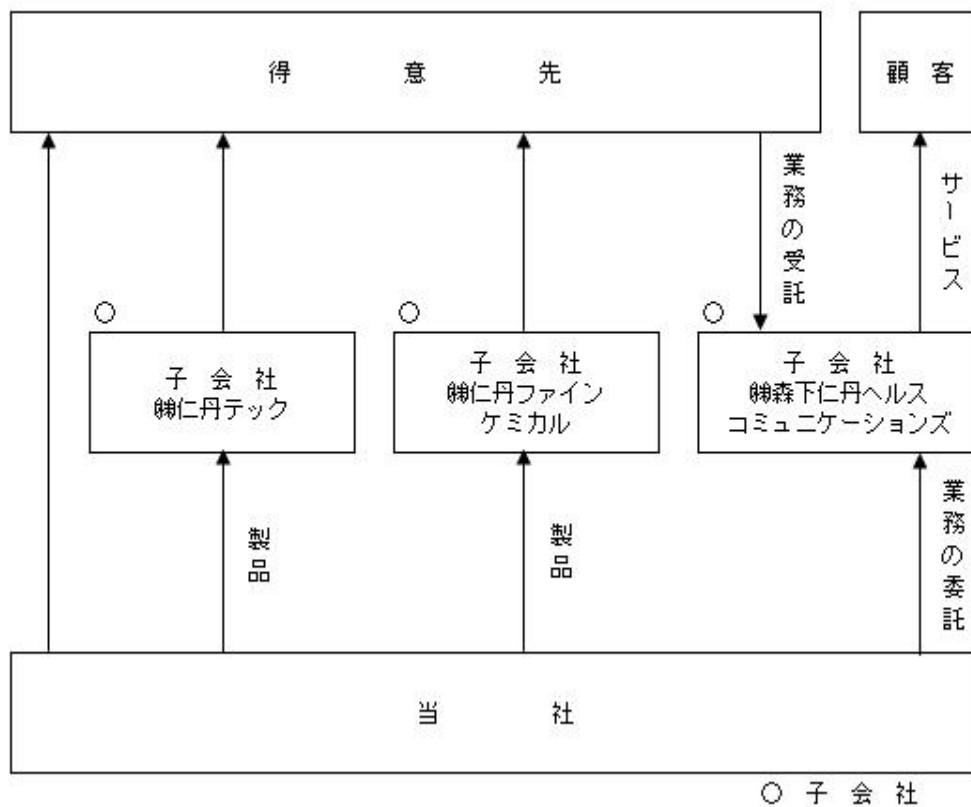 得意先
顧客
業務の受託
サービス
○
○
○
子会社
㈱仁丹テック
子会社
㈱仁丹ファイン
ケミカル
子会社
㈱森下仁丹ヘルス
コミュニケーションズ
製品
製品
業務の委託
当社
○ 子会社